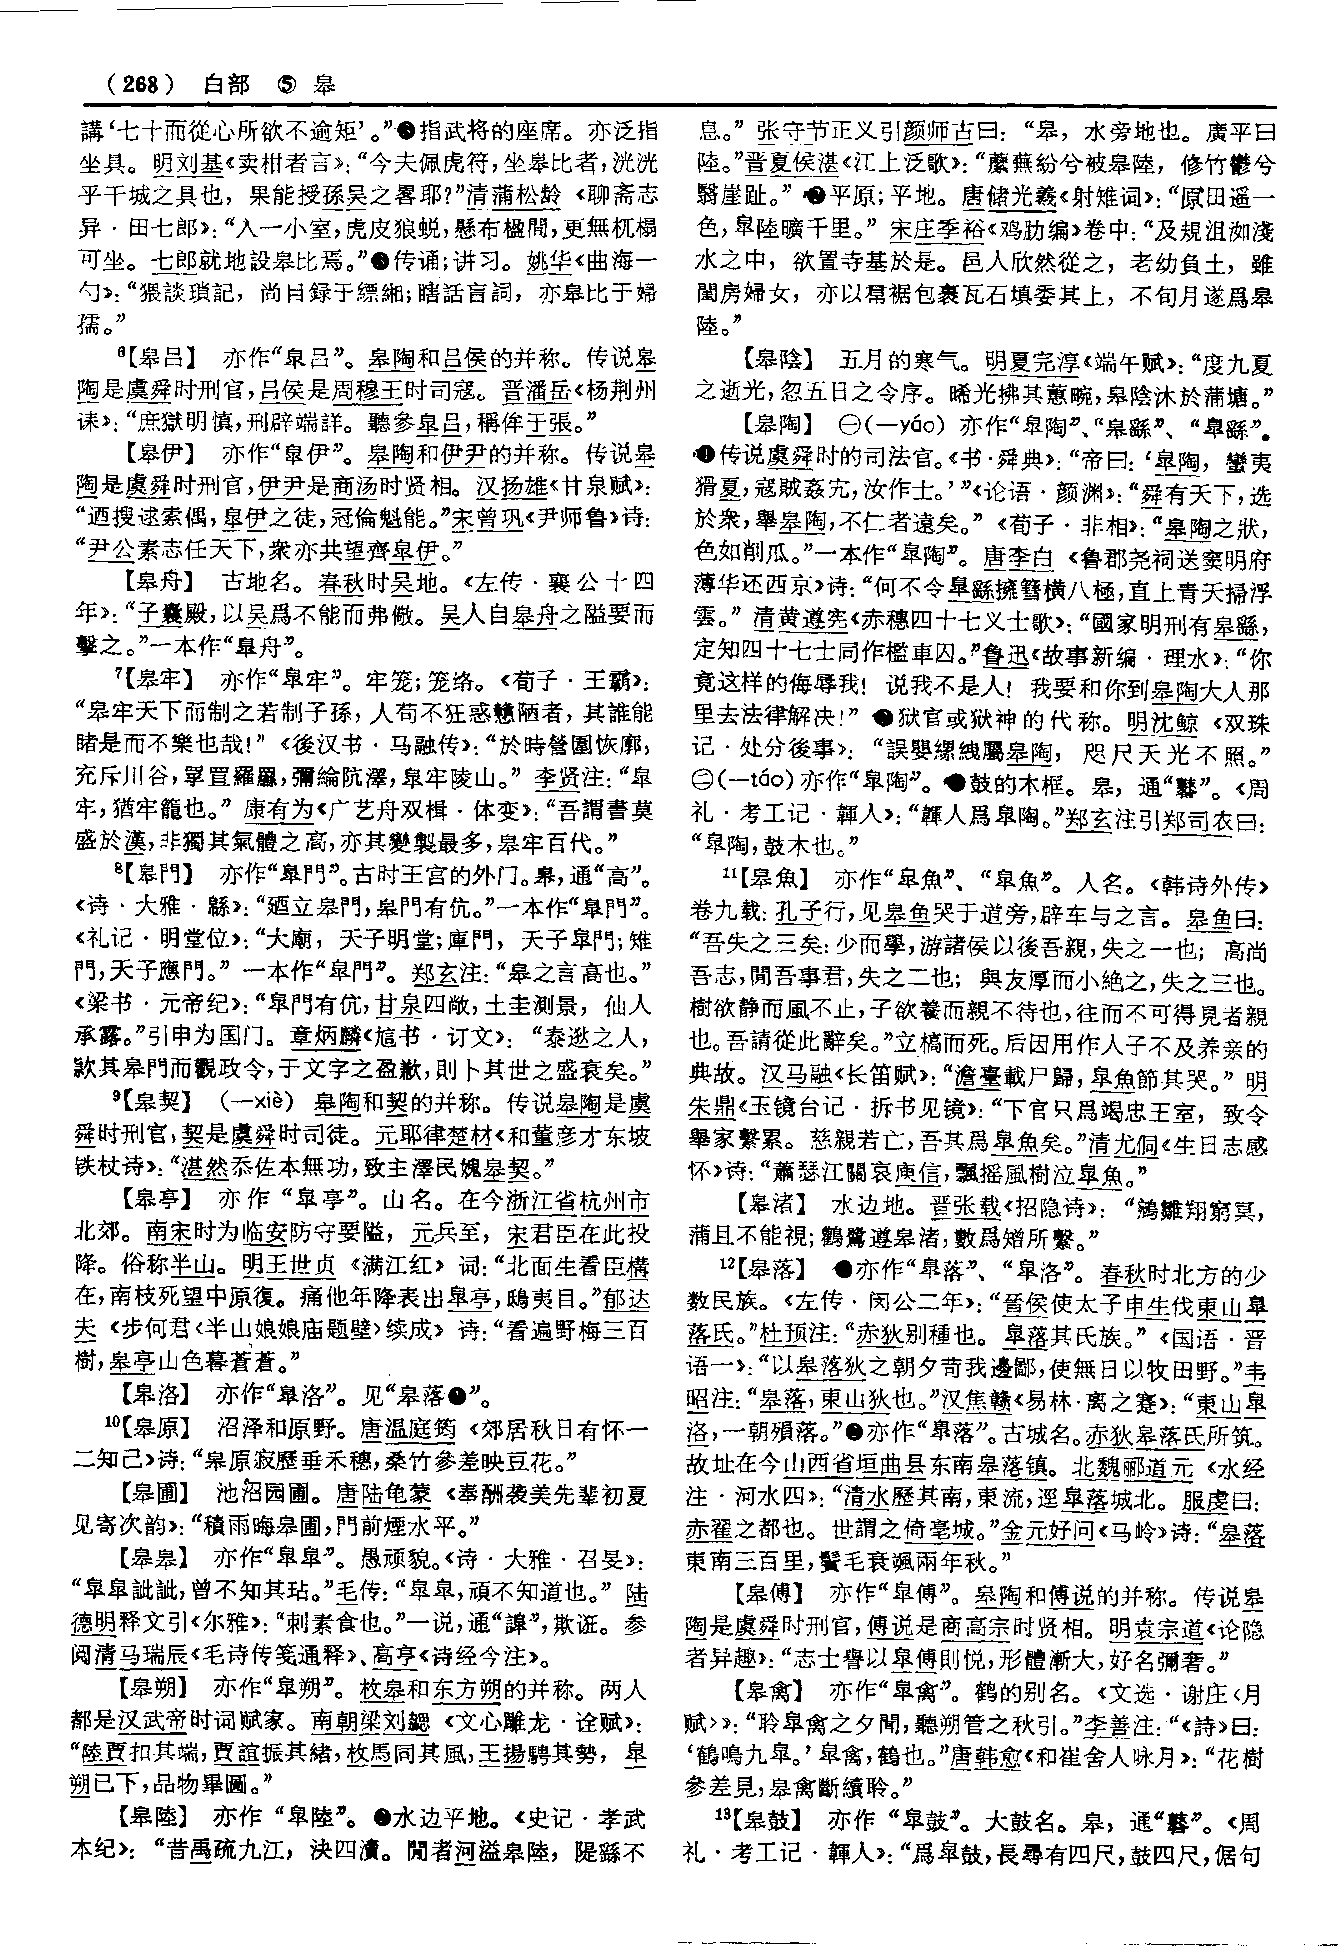 （268） 白部 ⑤ 皋
講‘七十而從心所欲不逾矩’。”❷指武将的座席。亦泛指
坐具。明刘基《卖柑者言》：“今夫佩虎符，坐皋比者，洸洸
乎干城之具也，果能授孫吴之畧耶?”清蒲松龄《聊斋志
异·田七郎》：“入一小室，虎皮狼蜕，懸布楹間，更無杌榻
可坐。七郎就地設皋比焉。”❸传诵；讲习。姚华《曲海一
勺》：“猥談瑣記，尚目録于縹緗；瞎話盲詞，亦皋比于婦
孺。”
⁶【皋吕】 亦作“臯吕”。皋陶和吕侯的并称。传说皋
陶是虞舜时刑官，吕侯是周穆王时司寇。晋潘岳《杨荆州
诔》：“庶獄明慎，刑辟端詳。聽參皋吕，稱侔于張。”
【皋伊】 亦作“臯伊”。皋陶和伊尹的并称。传说皋
陶是虞舜时刑官，伊尹是商汤时贤相。汉扬雄《甘泉赋》：
“迺搜逑索偶，皋伊之徒，冠倫魁能。”宋曾巩《尹师鲁》诗：
“尹公素志任天下，衆亦共望齊皋伊。”
【皋舟】 古地名。春秋时吴地。《左传·襄公十四
年》：“子囊殿，以吴爲不能而弗儆。吴人自皋舟之隘要而
擊之。”一本作“臯舟”。
⁷【皋牢】 亦作“臯牢”。牢笼；笼络。《荀子·王霸》：
“皋牢天下而制之若制子孫，人苟不狂惑戇陋者，其誰能
睹是而不樂也哉!”《後汉书·马融传》：“於時營圍恢廓，
充斥川谷，罦罝羅䍡，彌綸阬澤，皋牢陵山。”李贤注：“皋
牢，猶牢籠也。”康有为《广艺舟双楫·体变》：“吾謂書莫
盛於漢，非獨其氣體之高，亦其變製最多，皋牢百代。”
⁸【皋門】 亦作“臯門”。古时王宫的外门。皋，通“高”。
《诗·大雅·緜》：“廼立皋門，皋門有伉。”一本作“臯門”。
《礼记·明堂位》：“大廟，天子明堂；庫門，天子皋門；雉
門，天子應門。”一本作“臯門”。郑玄注：“皋之言高也。”
《梁书·元帝纪》：“皋門有伉，甘泉四敞，土圭測景，仙人
承露。”引申为国门。章炳麟《訄书·订文》：“泰逖之人，
款其皋門而觀政令，于文字之盈歉，則卜其世之盛衰矣。”
⁹【皋契】 （—xiè） 皋陶和契的并称。传说皋陶是虞
舜时刑官，契是虞舜时司徒。元耶律楚材《和董彦才东坡
铁杖诗》：“湛然忝佐本無功，致主澤民媿皋契。”
【皋亭】 亦作“臯亭”。山名。在今浙江省杭州市
北郊。南宋时为临安防守要隘，元兵至，宋君臣在此投
降。俗称半山。明王世贞《满江红》词：“北面生看臣構
在，南枝死望中原復。痛他年降表出皋亭，鴟夷目。”郁达
夫《步何君〈半山娘娘庙题壁〉续成》诗：“看遍野梅三百
樹，皋亭山色暮蒼蒼。”
【皋洛】 亦作“臯洛”。见“皋落❶”。
¹⁰【皋原】 沼泽和原野。唐温庭筠《郊居秋日有怀一
二知己》诗：“皋原寂歷垂禾穗，桑竹參差映豆花。”
【皋圃】 池沼园圃。唐陆龟蒙《奉酬袭美先辈初夏
见寄次韵》：“積雨晦皋圃，門前煙水平。”
【皋皋】 亦作“臯臯”。愚顽貌。《诗·大雅·召旻》：
“皋皋訿訿，曾不知其玷。”毛传：“皋皋，頑不知道也。”陆
德明释文引《尔雅》：“刺素食也。”一说，通“諻”，欺诳。参
阅清马瑞辰《毛诗传笺通释》、高亨《诗经今注》。
【皋朔】 亦作“臯朔”。枚皋和东方朔的并称。两人
都是汉武帝时词赋家。南朝梁刘勰《文心雕龙·诠赋》：
“陸賈扣其端，賈誼振其緒，枚馬同其風，王揚騁其勢，皋
朔已下，品物畢圖。”
【皋陸】 亦作“臯陸”。❶水边平地。《史记·孝武
本纪》：“昔禹疏九江，決四瀆。間者河溢皋陸，隄繇不
息。”张守节正义引颜师古曰：“皋，水旁地也。廣平曰
陸。”晋夏侯湛《江上泛歌》：“蘪蕪紛兮被皋陸，修竹鬱兮
翳崖趾。”❷平原；平地。唐储光羲《射雉词》：“原田遥一
色，皋陸曠千里。”宋庄季裕《鸡肋编》卷中：“及規沮洳淺
水之中，欲置寺基於是。邑人欣然從之，老幼負土，雖
閨房婦女，亦以帬裾包裹瓦石填委其上，不旬月遂爲皋
陸。”
【皋陰】 五月的寒气。明夏完淳《端午赋》：“度九夏
之逝光，忽五日之令序。晞光拂其蕙畹，皋陰沐於蒲塘。”
【皋陶】 ㊀（—yáo）亦作“臯陶”、“皋繇”、“臯繇”。
❶传说虞舜时的司法官。《书·舜典》：“帝曰：‘皋陶，蠻夷
猾夏，寇賊姦宄，汝作士。’”《论语·颜渊》：“舜有天下，选
於衆，舉皋陶，不仁者遠矣。”《荀子·非相》：“皋陶之狀，
色如削瓜。”一本作“臯陶”。唐李白《鲁郡尧祠送窦明府
薄华还西京》诗：“何不令皋繇擁篲横八極，直上青天掃浮
雲。”清黄遵宪《赤穗四十七义士歌》：“國家明刑有皋繇，
定知四十七士同作檻車囚。”鲁迅《故事新编·理水》：“你
竟这样的侮辱我！说我不是人！我要和你到皋陶大人那
里去法律解决！”❷狱官或狱神的代称。明沈鲸《双珠
记·处分後事》：“誤嬰縲絏屬皋陶，咫尺天光不照。”
㊁（—táo）亦作“臯陶”。❶鼓的木框。皋，通“鼛”。《周
礼·考工记·韗人》：“韗人爲皋陶。”郑玄注引郑司农曰：
“皋陶，鼓木也。”
¹¹【皋魚】 亦作“皋魚”、“臯魚”。人名。《韩诗外传》
卷九载：孔子行，见皋鱼哭于道旁，辟车与之言。皋鱼曰：
“吾失之三矣：少而學，游諸侯以後吾親，失之一也；高尚
吾志，間吾事君，失之二也；與友厚而小絶之，失之三也。
樹欲静而風不止，子欲養而親不待也，往而不可得見者親
也。吾請從此辭矣。”立槁而死。后因用作人子不及养亲的
典故。汉马融《长笛赋》：“澹臺載尸歸，皋魚節其哭。”明
朱鼎《玉镜台记·拆书见镜》：“下官只爲竭忠王室，致令
舉家繫累。慈親若亡，吾其爲皋魚矣。”清尤侗《生日志感
怀》诗：“蕭瑟江關哀庾信，飄摇風樹泣皋魚。”
【皋渚】 水边地。晋张载《招隐诗》：“鵷雛翔窮冥，
蒲且不能視；鸛鷺遵皋渚，數爲矰所繫。”
¹²【皋落】 ❶亦作“臯落”、“皋洛”。春秋时北方的少
数民族。《左传·闵公二年》：“晉侯使太子申生伐東山皋
落氏。”杜预注：“赤狄别種也。皋落其氏族。”《国语·晋
语一》：“以皋落狄之朝夕苛我邊鄙，使無日以牧田野。”韦
昭注：“皋落，東山狄也。”汉焦赣《易林·离之蹇》：“東山皋
洛，一朝殞落。”❷亦作“臯落”。古城名。赤狄皋落氏所筑。
故址在今山西省垣曲县东南皋落镇。北魏郦道元《水经
注·河水四》：“清水歷其南，東流，逕皋落城北。服虔曰：
赤翟之都也。世謂之倚亳城。”金元好问《马岭》诗：“皋落
東南三百里，鬢毛衰颯兩年秋。”
【皋傅】 亦作“臯傅”。皋陶和傅说的并称。传说皋
陶是虞舜时刑官，傅说是商高宗时贤相。明袁宗道《论隐
者异趣》：“志士譽以皋傅則悦，形體漸大，好名彌奢。”
【皋禽】 亦作“臯禽”。鹤的别名。《文选·谢庄〈月
赋〉》：“聆皋禽之夕聞，聽朔管之秋引。”李善注：“《詩》曰：
‘鶴鳴九皋。’皋禽，鶴也。”唐韩愈《和崔舍人咏月》：“花樹
參差見，皋禽斷續聆。”
¹³【皋鼓】 亦作“臯鼓”。大鼓名。皋，通“鼛”。《周
礼·考工记·韗人》：“爲皋鼓，長尋有四尺，鼓四尺，倨句